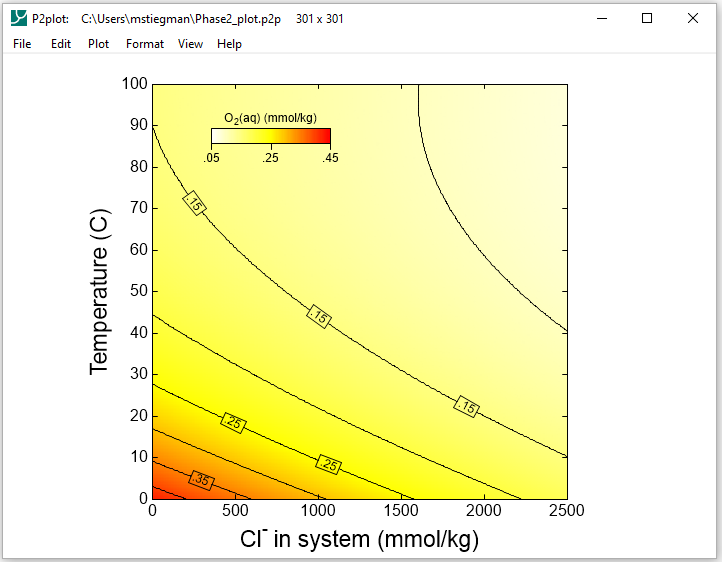 P2plot: C:\Users\mstiegman\Phase2_plot.p2p 301 x 301
File Edit Plot Format View Help
100
90
80
70
60
50
40
30
20
10
0
Temperature (C)
O2(aq) (mmol/kg)
.05 .25 .45
.15
.15
.15
.25
.25
.35
0 500 1000 1500 2000 2500
Cl- in system (mmol/kg)